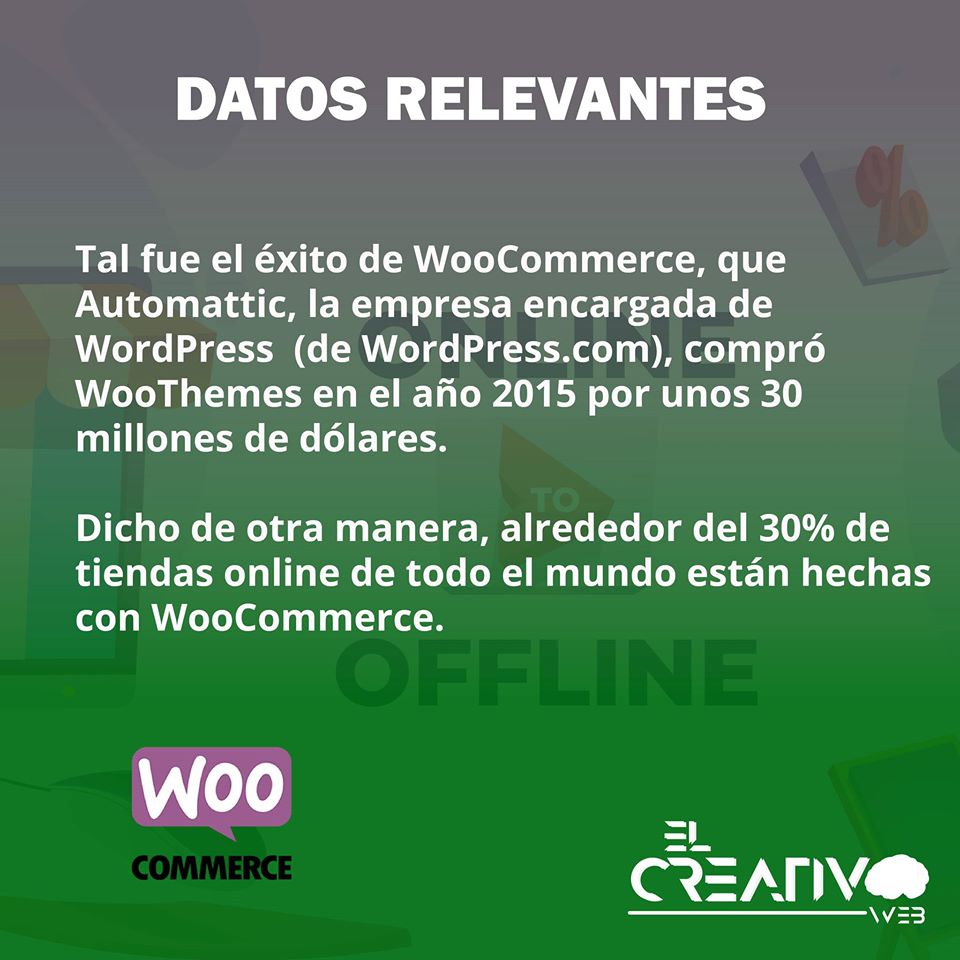 DATOS RELEVANTES
%
Tal fue el éxito de WooCommerce, que
Automattic, la empresa encargada de
ONLINE
WordPress (de WordPress.com), compró
WooThemes en el año 2015 por unos 30
millones de dólares.
TO
Dicho de otra manera, alrededor del 30% de
tiendas online de todo el mundo están hechas
con WooCommerce.
OFFLINE
WOO
COMMERCE
EL
CREATIVO
WEB